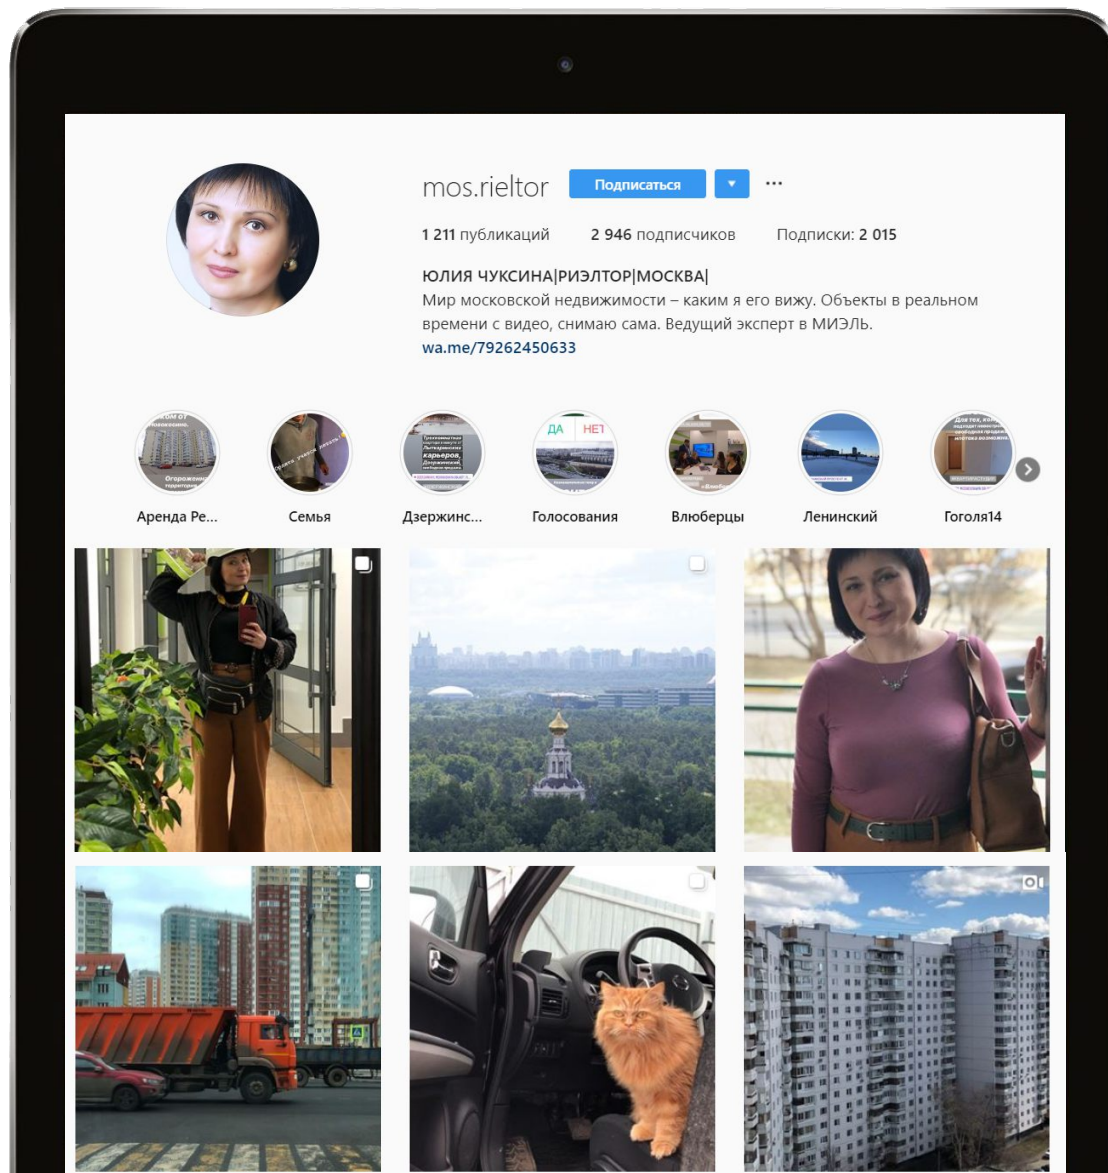 mos.rieltor
Подписаться
1 211 публикаций 2 946 подписчиков Подписки: 2 015
ЮЛИЯ ЧУКСИНА|РИЭЛТОР|МОСКВА|
Мир московской недвижимости – каким я его вижу. Объекты в реальном
времени с видео, снимаю сама. Ведущий эксперт в МИЭЛЬ.
wa.me/79262450633
ДА НЕТ
Аренда Ре... Семья Дзержинс... Голосования Влюберцы Ленинский Гоголя14